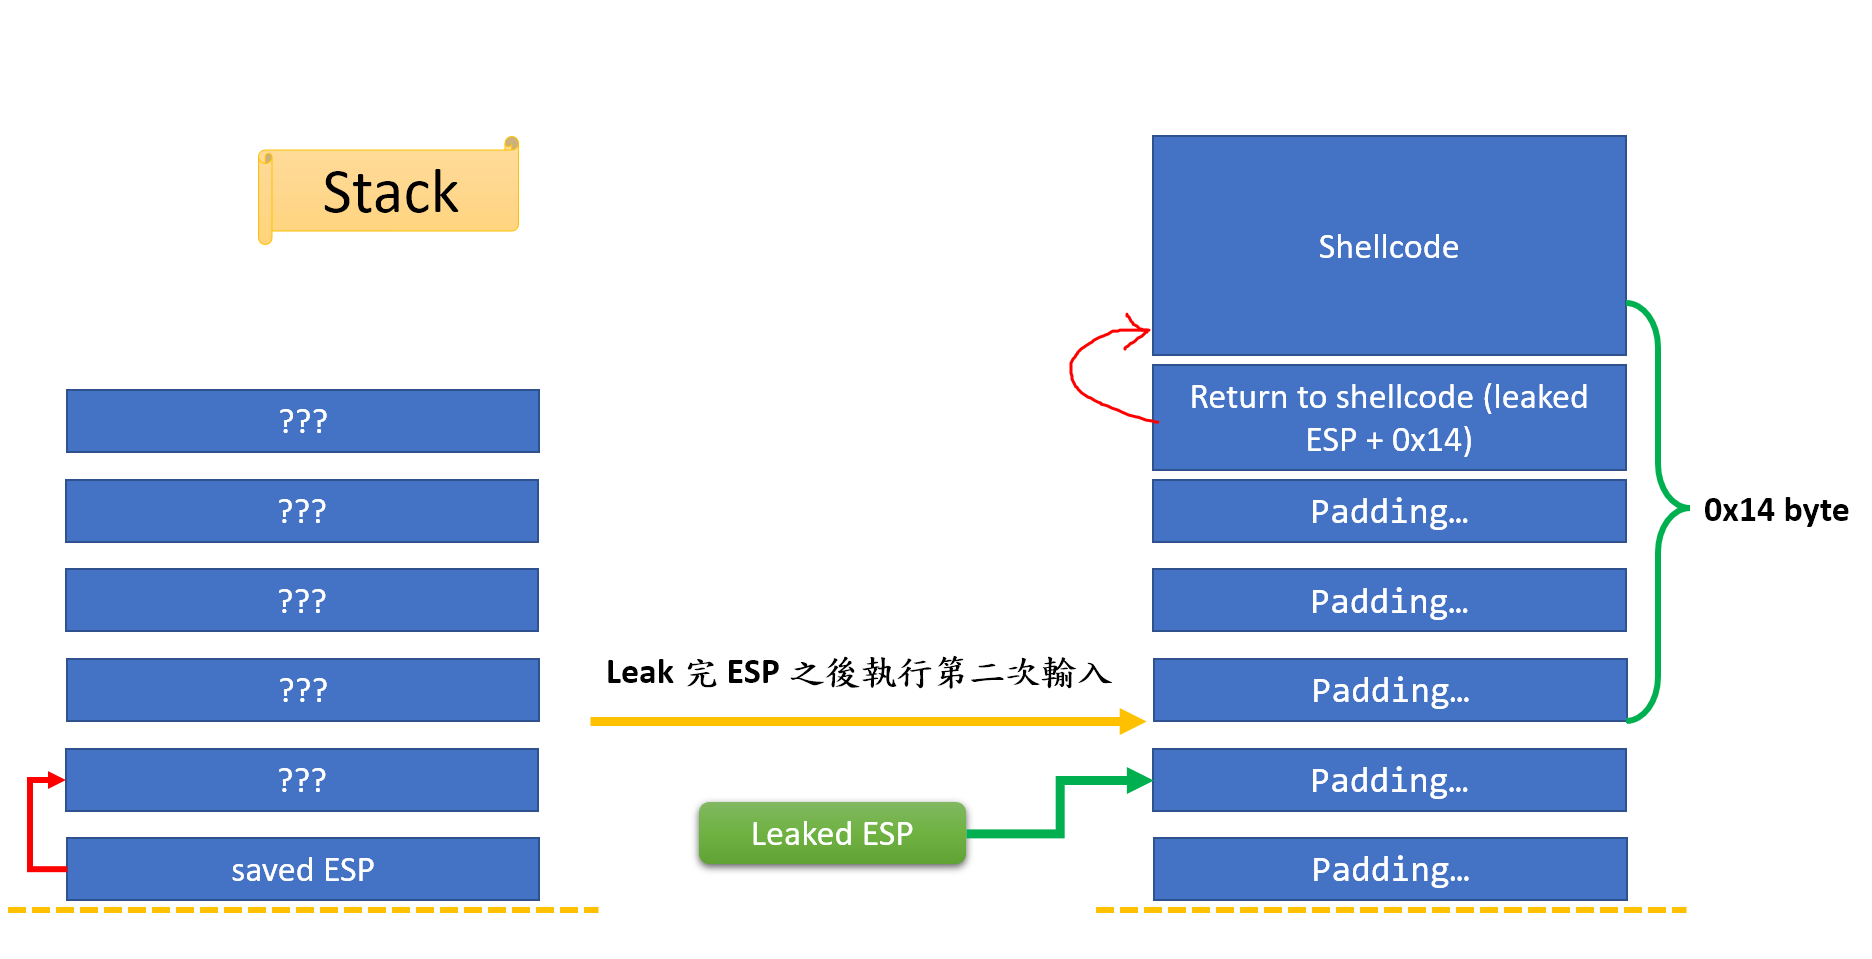 Stack
???
???
???
???
???
saved ESP
Leak 完 ESP 之後執行第二次輸入
Leaked ESP
Shellcode
Return to shellcode (leaked
ESP + 0x14)
Padding…
Padding…
Padding…
Padding…
Padding…
0x14 byte